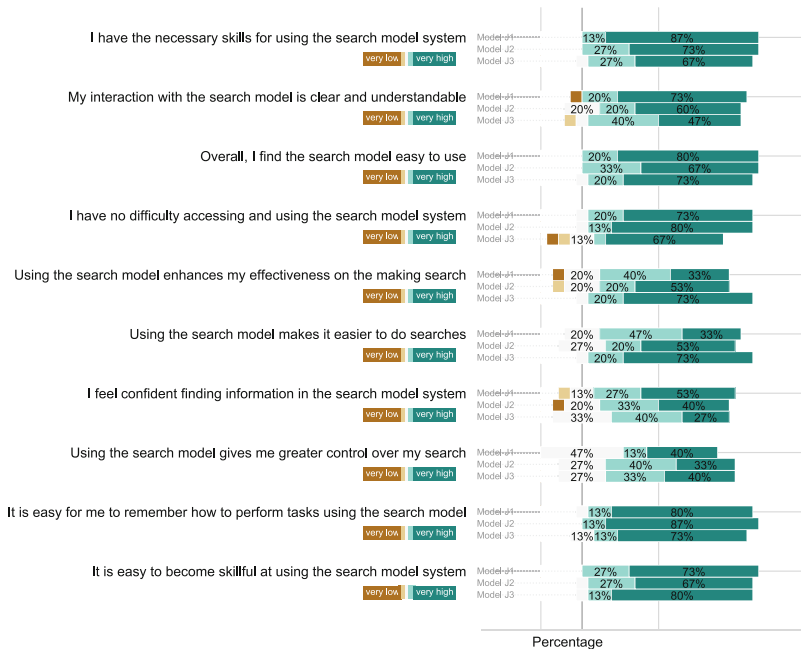 I have the necessary skills for using the search model system
very low very high
Model J1 13% 87%
Model J2 27% 73%
Model J3 27% 67%
My interaction with the search model is clear and understandable
very low very high
Model J1 20% 73%
Model J2 20% 20% 60%
Model J3 40% 47%
Overall, I find the search model easy to use
very low very high
Model J1 20% 80%
Model J2 33% 67%
Model J3 20% 73%
I have no difficulty accessing and using the search model system
very low very high
Model J1 20% 73%
Model J2 13% 80%
Model J3 13% 67%
Using the search model enhances my effectiveness on the making search
very low very high
Model J1 20% 40% 33%
Model J2 20% 20% 53%
Model J3 20% 73%
Using the search model makes it easier to do searches
very low very high
Model J1 20% 47% 33%
Model J2 27% 20% 53%
Model J3 20% 73%
I feel confident finding information in the search model system
very low very high
Model J1 13% 27% 53%
Model J2 20% 33% 40%
Model J3 33% 40% 27%
Using the search model gives me greater control over my search
very low very high
Model J1 47% 13% 40%
Model J2 27% 40% 33%
Model J3 27% 33% 40%
It is easy for me to remember how to perform tasks using the search model
very low very high
Model J1 13% 80%
Model J2 13% 87%
Model J3 13% 13% 73%
It is easy to become skillful at using the search model system
very low very high
Model J1 27% 73%
Model J2 27% 67%
Model J3 13% 80%
Percentage